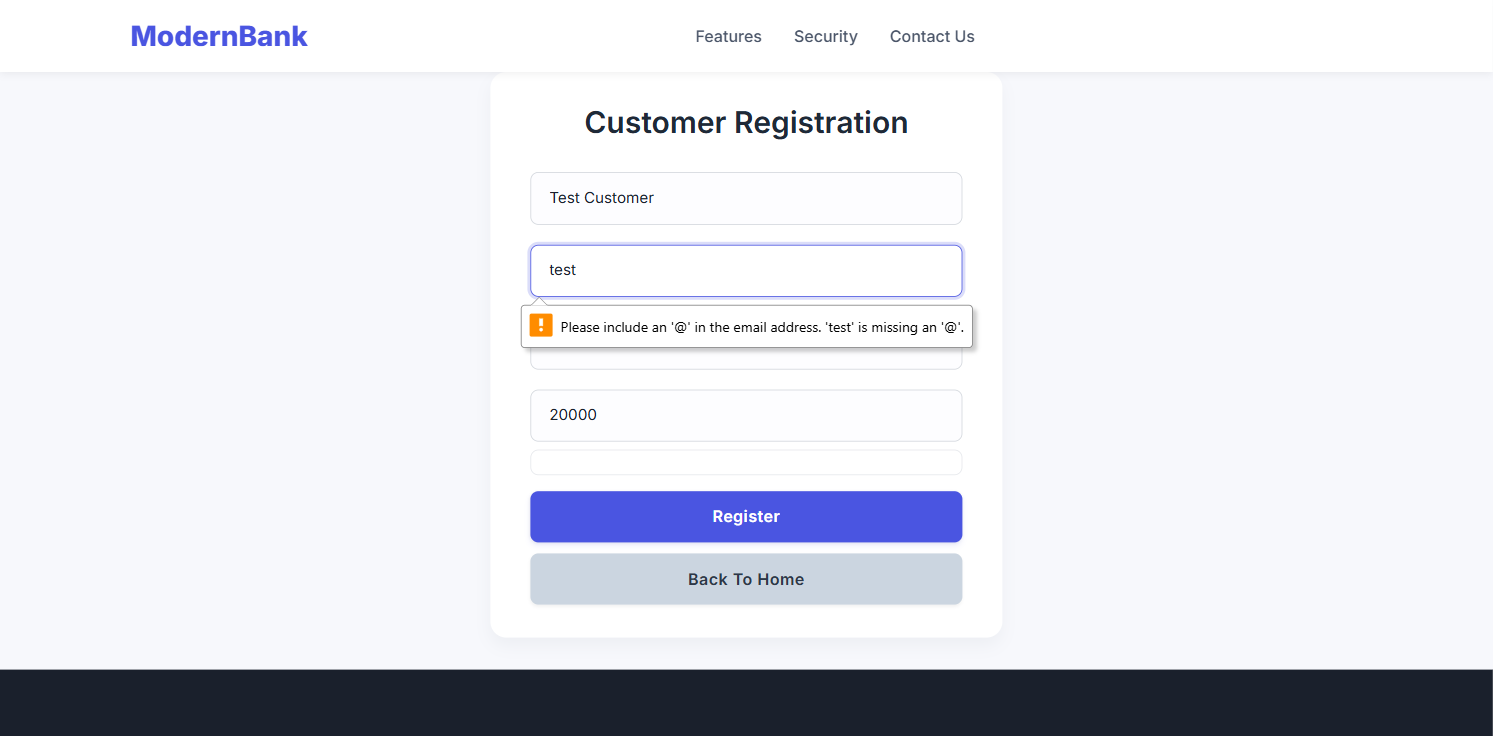 ModernBank
Features
Security
Contact Us
Customer Registration
Test Customer
test
Please include an '@' in the email address. 'test' is missing an '@'.
20000
Register
Back To Home